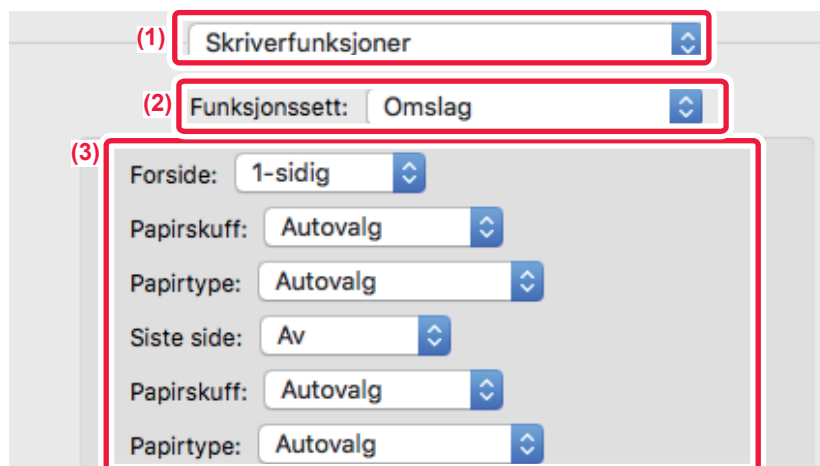 (1) Skriverfunksjoner
(2) Funksjonssett: Omslag
(3)
Forside: 1-sidig
Papirskuff: Autovalg
Papirtype: Autovalg
Siste side: Av
Papirskuff: Autovalg
Papirtype: Autovalg